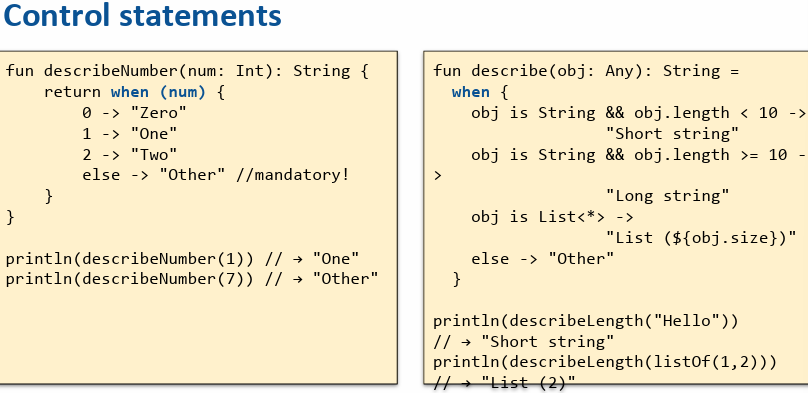 Control statements
fun describeNumber(num: Int): String {
    return when (num) {
        0 -> "Zero"
        1 -> "One"
        2 -> "Two"
        else -> "Other" //mandatory!
    }
}

println(describeNumber(1)) // → "One"
println(describeNumber(7)) // → "Other"
fun describe(obj: Any): String =
  when {
    obj is String && obj.length < 10 ->
                  "Short string"
    obj is String && obj.length >= 10 -
>
                  "Long string"
    obj is List<*> ->
                  "List (${obj.size})"
    else -> "Other"
  }

println(describeLength("Hello"))
// → "Short string"
println(describeLength(listOf(1,2)))
// → "List (2)"